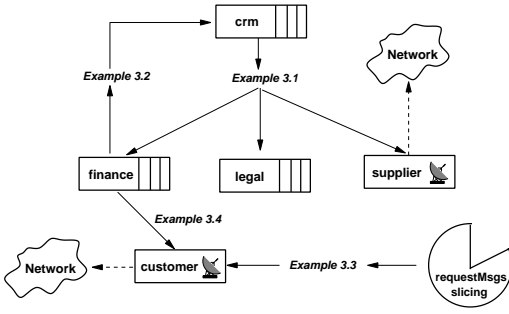 crm
Network
Example 3.2
Example 3.1
finance
legal
supplier
Example 3.4
Network
customer
Example 3.3
requestMsgs
slicing